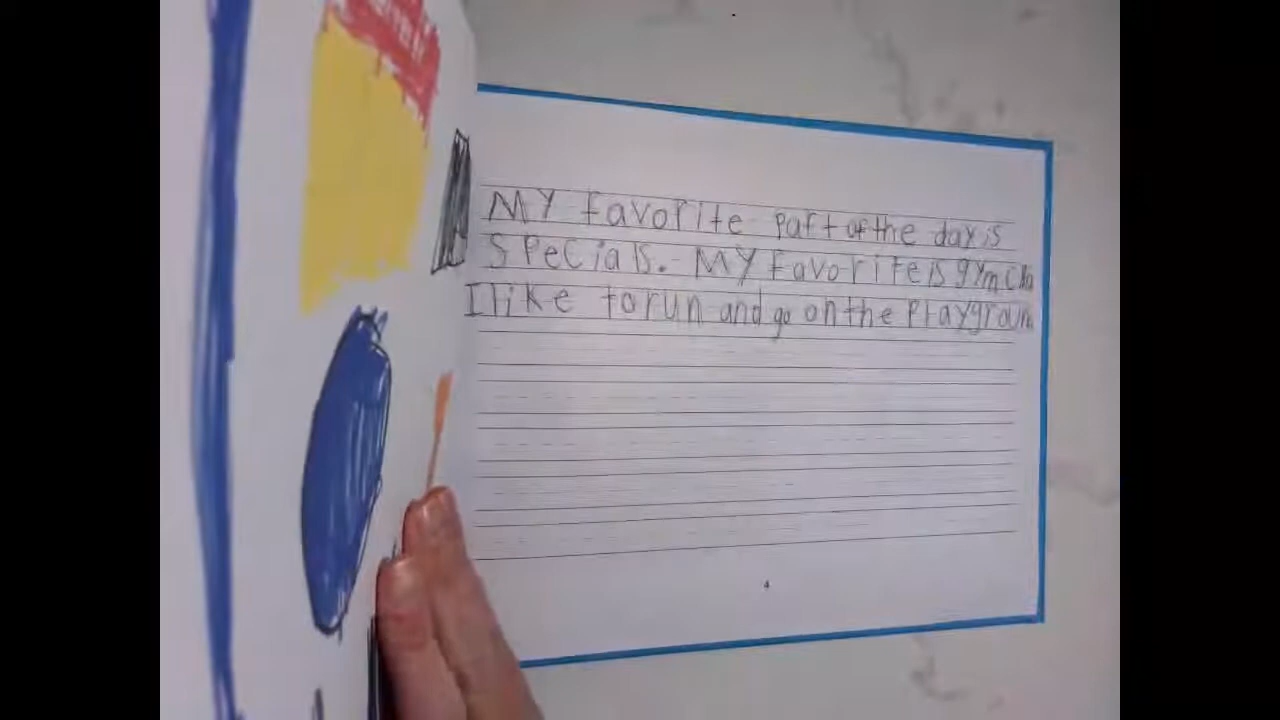 MY favorite part of the day is
specials. MY favorite is gym cla
I like to run and go on the playgroun
4